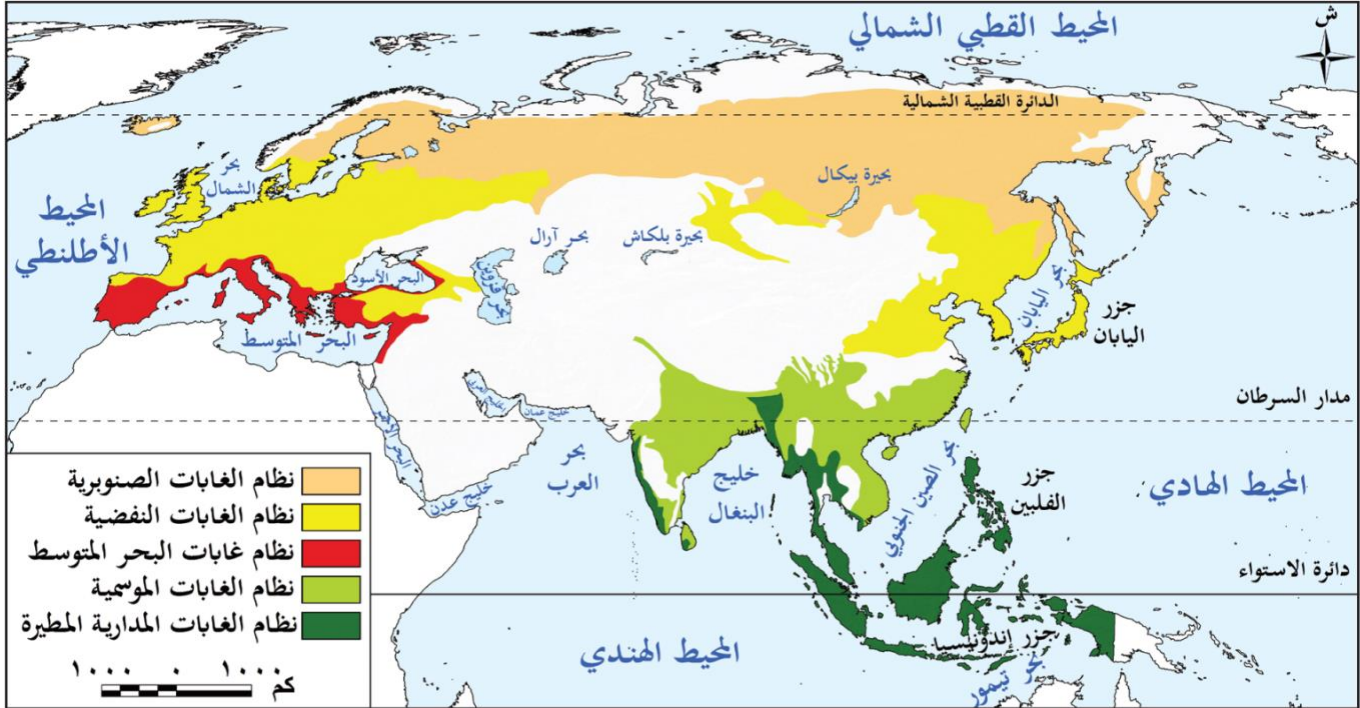 المحيط القطبي الشمالي
ش
الدائرة القطبية الشمالية
بحر
الشمال
بحيرة بيكال
المحيط
الأطلنطي
بحر آرال
بحيرة بلكاش
البحر الأسود
بحر قزوين
بحر اليابان
جزر
اليابان
البحر المتوسط
الخليج العربي
خليج عمان
مدار السرطان
البحر الأحمر
بحر
العرب
خليج
البنغال
بحر الصين الجنوبي
جزر
الفلبين
المحيط الهادي
خليج عدن
دائرة الاستواء
نظام الغابات الصنوبرية
نظام الغابات النفضية
نظام غابات البحر المتوسط
نظام الغابات الموسمية
نظام الغابات المدارية المطيرة
١٠٠٠ ٠ ١٠٠٠
كم
المحيط الهندي
جزر إندونيسيا
بحر تيمور